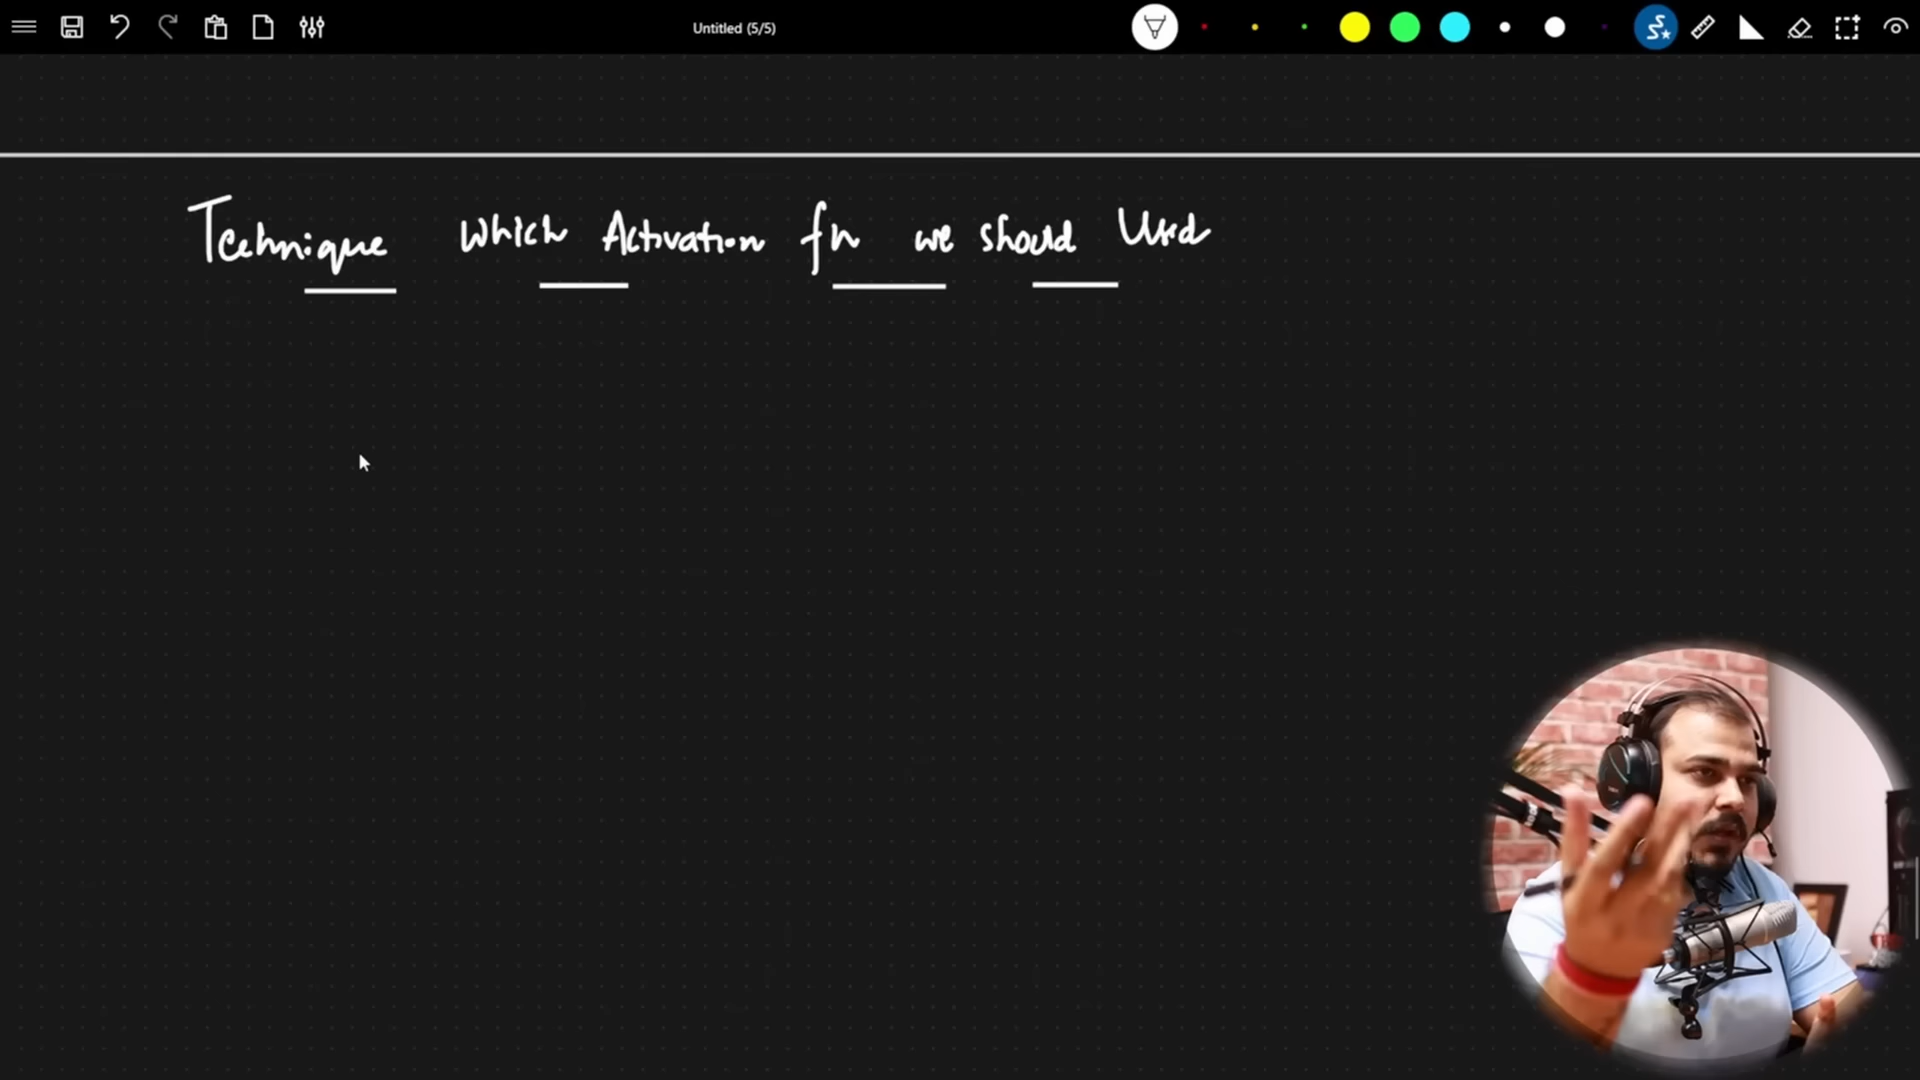 Untitled (5/5)
Technique which Activation fn we should Used